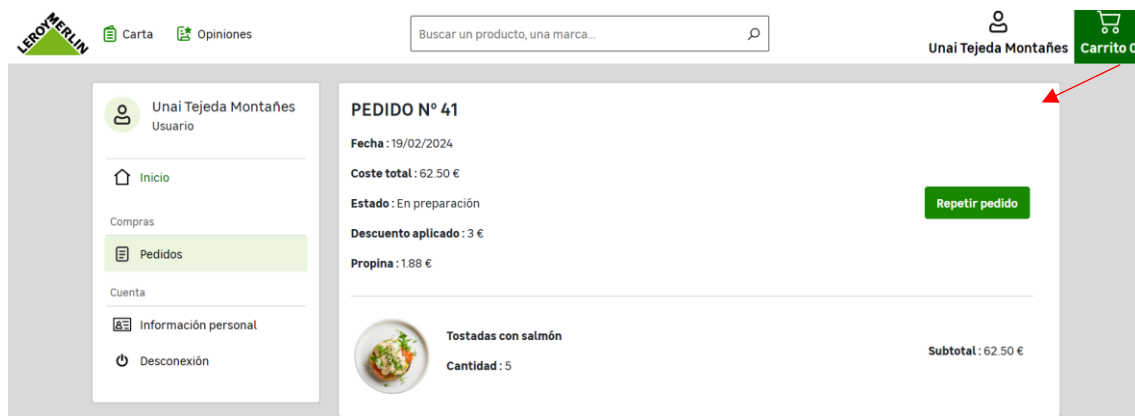 LEROY MERLIN
Carta
Opiniones
Buscar un producto, una marca...
Unai Tejeda Montañes
Carrito 0
Unai Tejeda Montañes
Usuario
Inicio
Compras
Pedidos
Cuenta
Información personal
Desconexión
PEDIDO Nº 41
Fecha : 19/02/2024
Coste total : 62.50 €
Estado : En preparación
Descuento aplicado : 3 €
Propina : 1.88 €
Repetir pedido
Tostadas con salmón
Cantidad : 5
Subtotal : 62.50 €